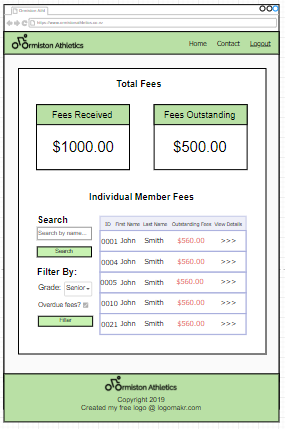 Ormiston Athl
https://www.ormistonathletics.co.nz
Ormiston Athletics
Home Contact Logout
Total Fees
Fees Received Fees Outstanding
$1000.00 $500.00
Individual Member Fees
Search
Search by name...
Search
Filter By:
Grade: Senior
Overdue fees?
Filter
ID First Name Last Name Outstanding Fees View Details
0001 John Smith $560.00 >>>
0004 John Smith $560.00 >>>
0005 John Smith $560.00 >>>
0010 John Smith $560.00 >>>
0021 John Smith $560.00 >>>
Ormiston Athletics
Copyright 2019
Created my free logo @ logomakr.com